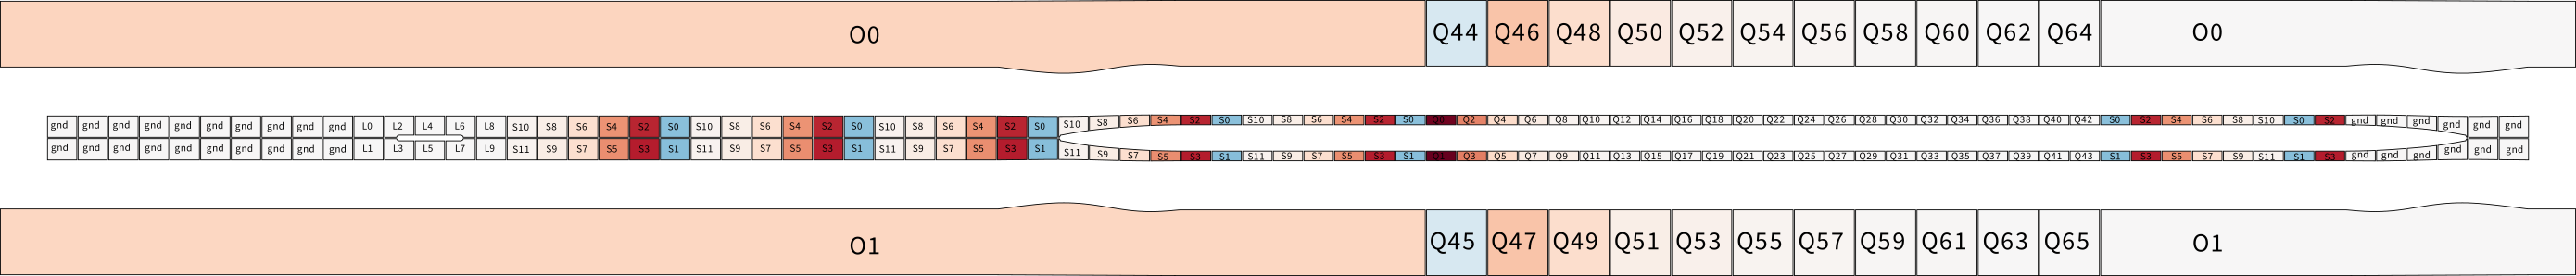 O0 Q44 Q46 Q48 Q50 Q52 Q54 Q56 Q58 Q60 Q62 Q64 O0
gnd gnd gnd gnd gnd gnd gnd gnd gnd gnd L0 L2 L4 L6 L8 S10 S8 S6 S4 S2 S0 S10 S8 S6 S4 S2 S0 S10 S8 S6 S4 S2 S0 S10 S8 S6 S4 S2 S0 S10 S8 S6 S4 S2 S0 Q0 Q2 Q4 Q6 Q8 Q10 Q12 Q14 Q16 Q18 Q20 Q22 Q24 Q26 Q28 Q30 Q32 Q34 Q36 Q38 Q40 Q42 S0 S2 S4 S6 S8 S10 S0 S2 gnd gnd gnd gnd gnd gnd
gnd gnd gnd gnd gnd gnd gnd gnd gnd gnd L1 L3 L5 L7 L9 S11 S9 S7 S5 S3 S1 S11 S9 S7 S5 S3 S1 S11 S9 S7 S5 S3 S1 S11 S9 S7 S5 S3 S1 S11 S9 S7 S5 S3 S1 Q1 Q3 Q5 Q7 Q9 Q11 Q13 Q15 Q17 Q19 Q21 Q23 Q25 Q27 Q29 Q31 Q33 Q35 Q37 Q39 Q41 Q43 S1 S3 S5 S7 S9 S11 S1 S3 gnd gnd gnd gnd gnd gnd
O1 Q45 Q47 Q49 Q51 Q53 Q55 Q57 Q59 Q61 Q63 Q65 O1